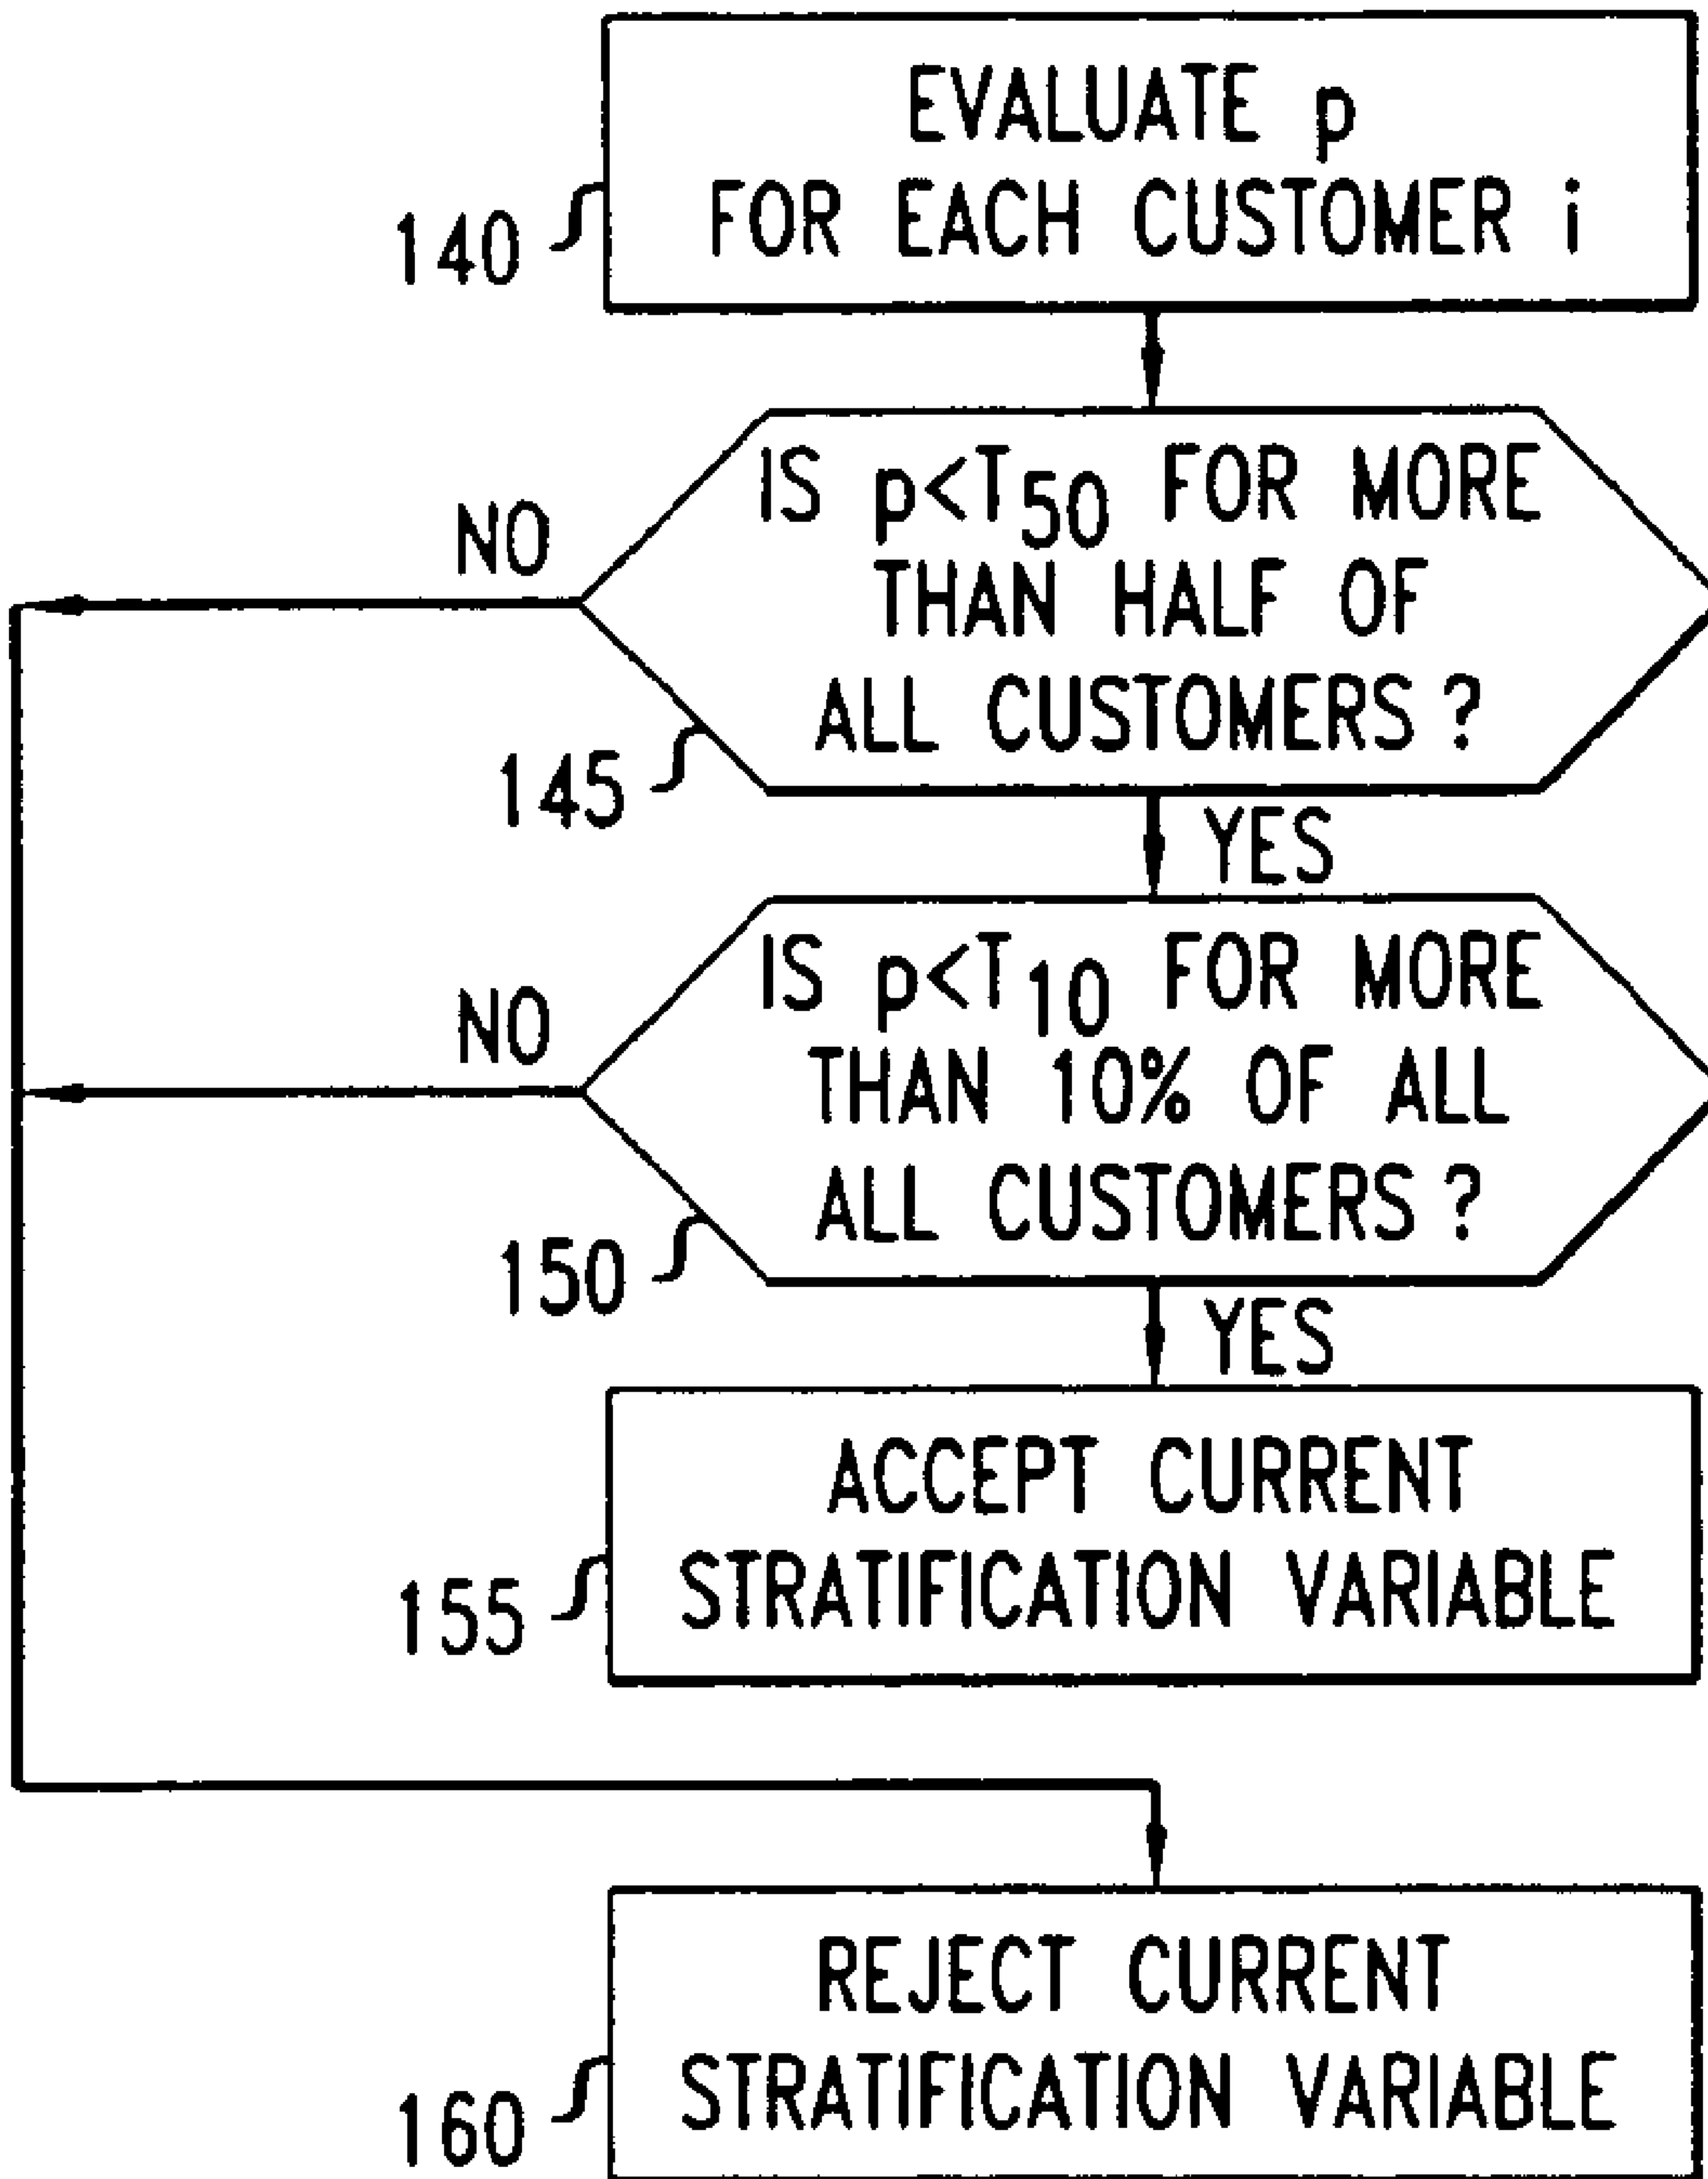 EVALUATE p
FOR EACH CUSTOMER i
140
IS p<T50 FOR MORE
THAN HALF OF
ALL CUSTOMERS ?
NO
145
YES
IS p<T10 FOR MORE
THAN 10% OF ALL
ALL CUSTOMERS ?
NO
150
YES
ACCEPT CURRENT
STRATIFICATION VARIABLE
155
REJECT CURRENT
STRATIFICATION VARIABLE
160